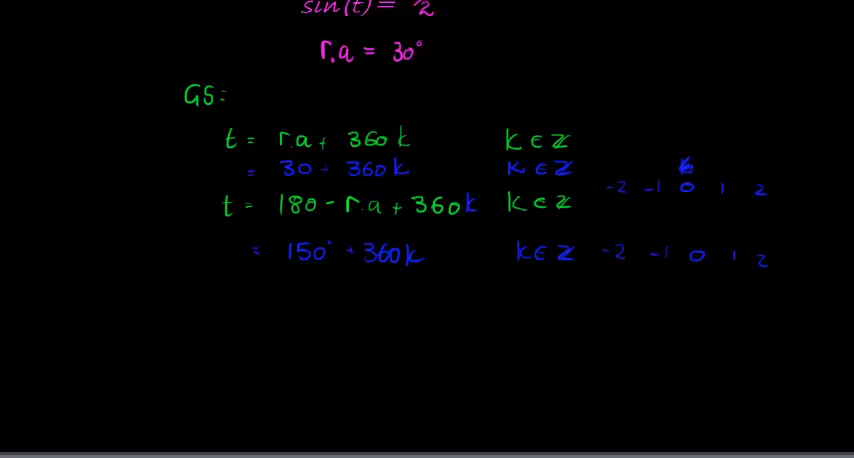 sin(t) = 2
r.a = 30°
GS:
t = r.a + 360k k ∈ Z
= 30 + 360k k ∈ Z
k
-2 -1 0 1 2
t = 180 - r.a + 360k k ∈ Z
= 150° + 360k k ∈ Z -2 -1 0 1 2